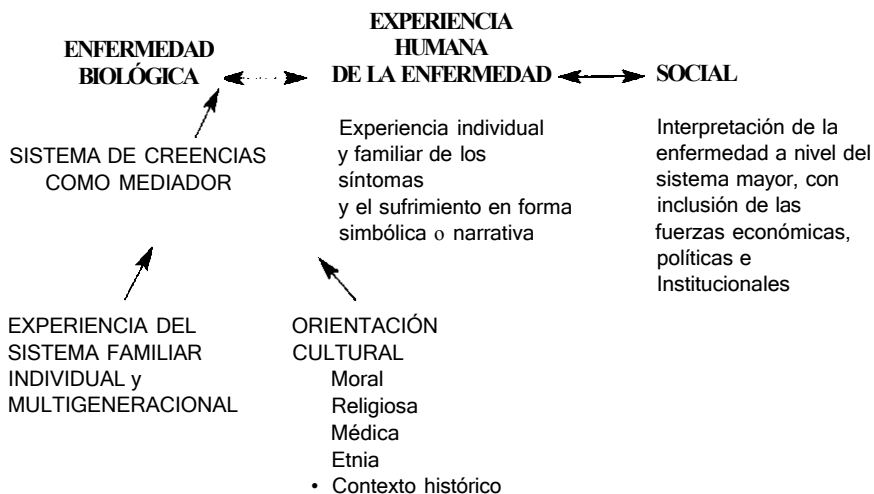 ENFERMEDAD
BIOLÓGICA
EXPERIENCIA
HUMANA
DE LA ENFERMEDAD
SOCIAL
SISTEMA DE CREENCIAS
COMO MEDIADOR
Experiencia individual
y familiar de los
síntomas
y el sufrimiento en forma
simbólica o narrativa
Interpretación de la
enfermedad a nivel del
sistema mayor, con
inclusión de las
fuerzas económicas,
políticas e
Institucionales
EXPERIENCIA DEL
SISTEMA FAMILIAR
INDIVIDUAL y
MULTIGENERACIONAL
ORIENTACIÓN
CULTURAL
Moral
Religiosa
Médica
Etnia
• Contexto histórico